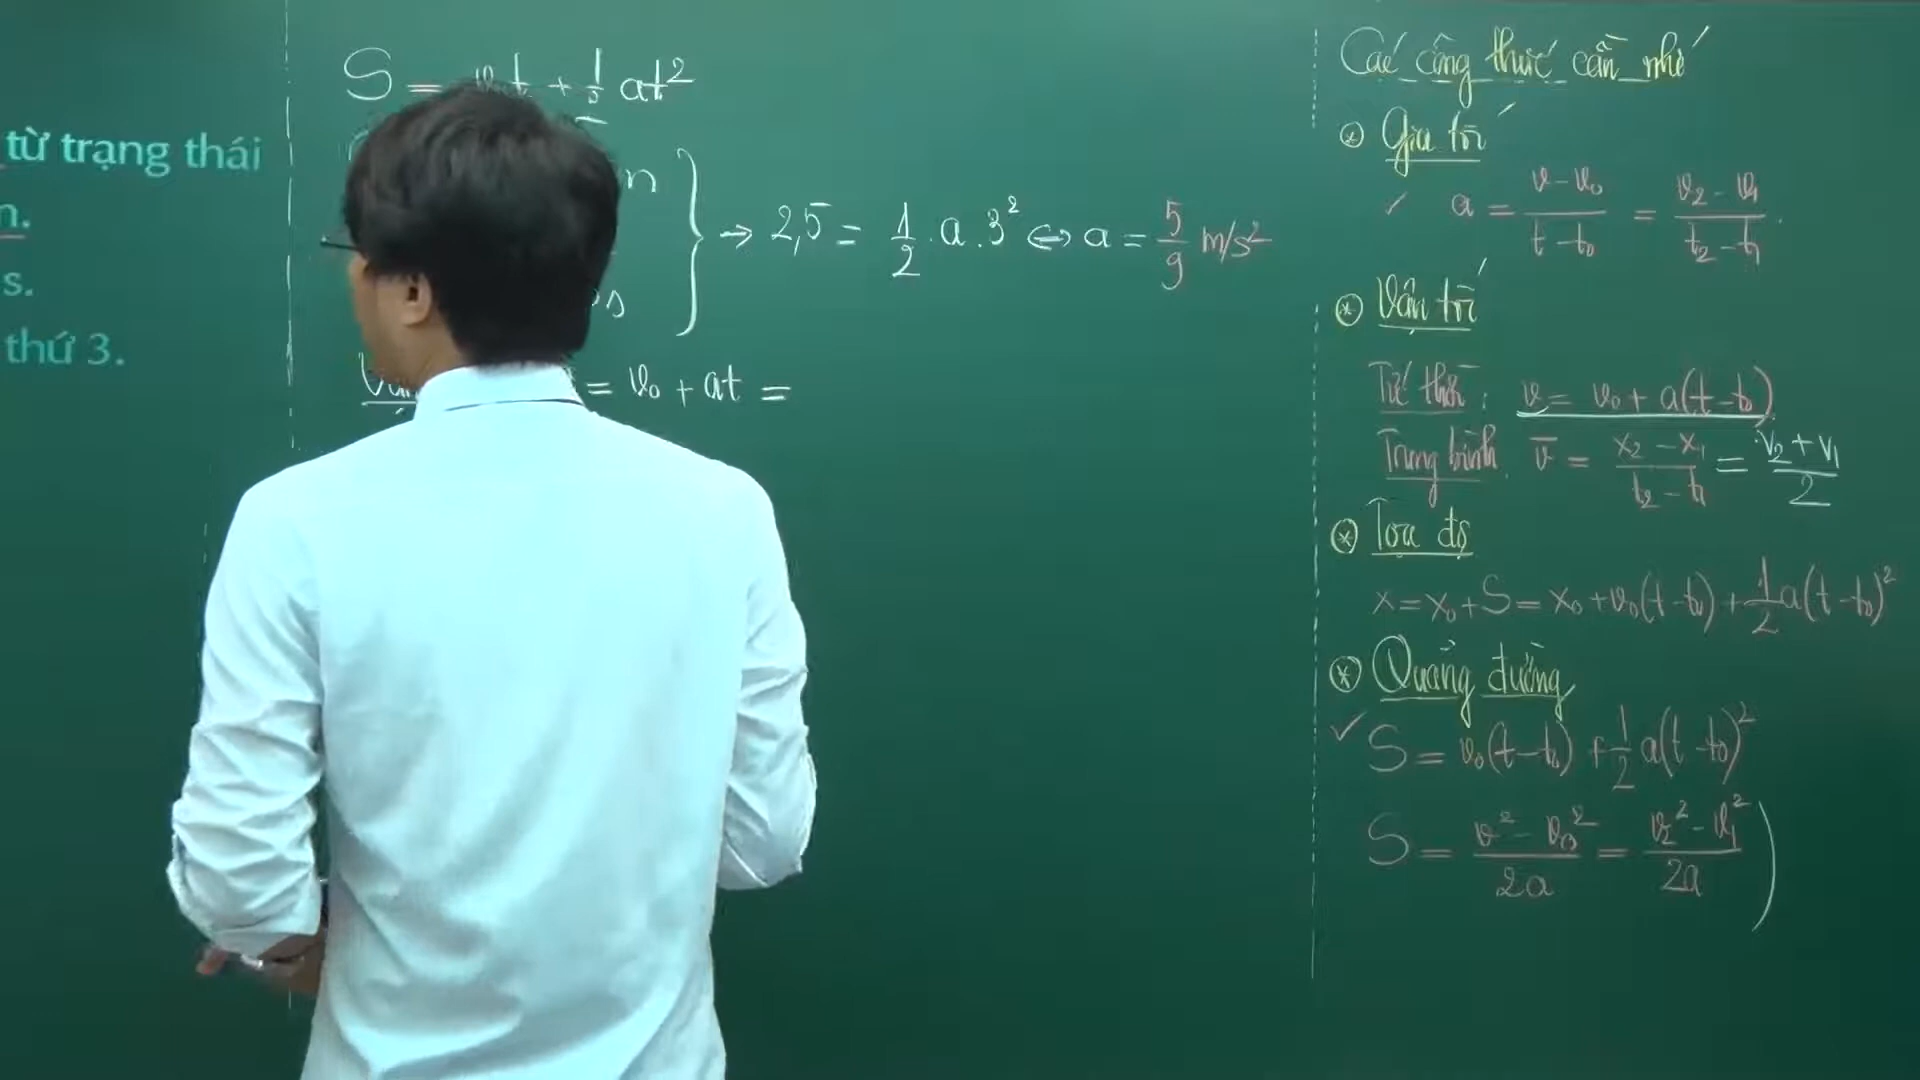 từ trạng thái
n.
s.
thứ 3.
S = v₀t + 1/2 at²
→ 2,5 = 1/2 . a . 3² ⇔ a = 5/9 m/s²
= v₀ + at =
Các công thức cần nhớ
⊛ Gia tốc
✓ a = (v - v₀)/(t - t₀) = (v₂ - v₁)/(t₂ - t₁).
⊛ Vận tốc
Tức thời: v = v₀ + a(t - t₀)
Trung bình v̄ = (x₂ - x₁)/(t₂ - t₁) = (v₂ + v₁)/2
⊛ Tọa độ
x = x₀ + S = x₀ + v₀(t - t₀) + 1/2 a(t - t₀)²
⊛ Quãng đường
✓ S = v₀(t - t₀) + 1/2 a(t - t₀)²
S = (v² - v₀²)/2a = (v₂² - v₁²)/2a )